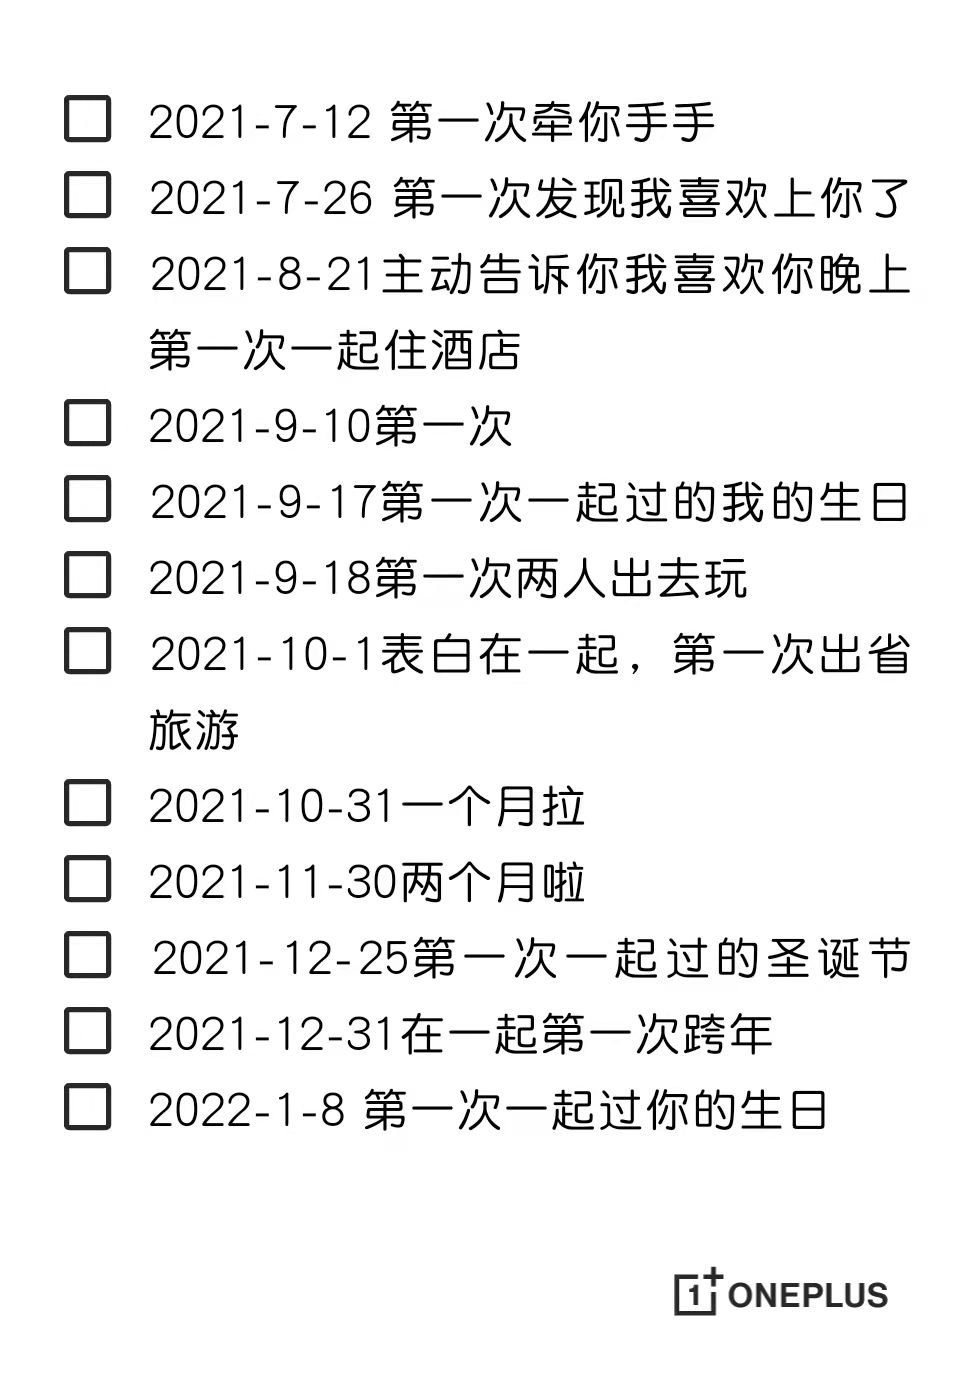 2021-7-12 第一次牵你手手
2021-7-26 第一次发现我喜欢上你了
2021-8-21主动告诉你我喜欢你晚上
第一次一起住酒店
2021-9-10第一次
2021-9-17第一次一起过的我的生日
2021-9-18第一次两人出去玩
2021-10-1表白在一起，第一次出省
旅游
2021-10-31一个月拉
2021-11-30两个月啦
2021-12-25第一次一起过的圣诞节
2021-12-31在一起第一次跨年
2022-1-8 第一次一起过你的生日
1+ ONEPLUS